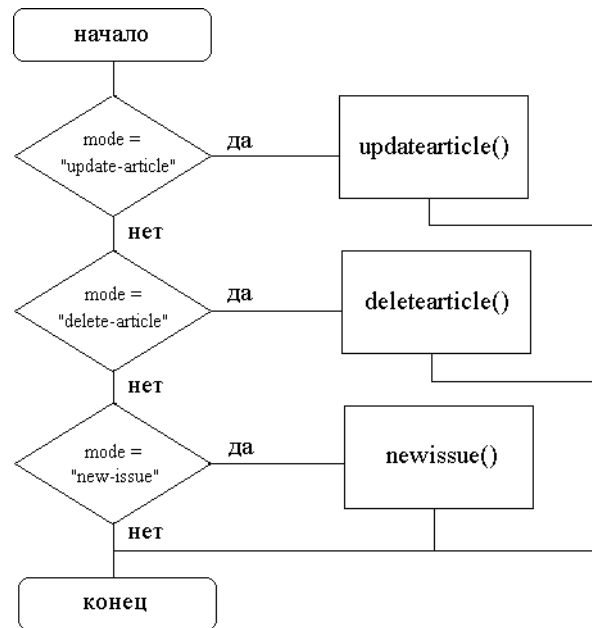 начало
mode =
"update-article"
да
updatearticle()
нет
mode =
"delete-article"
да
deletearticle()
нет
mode =
"new-issue"
да
newissue()
нет
конец